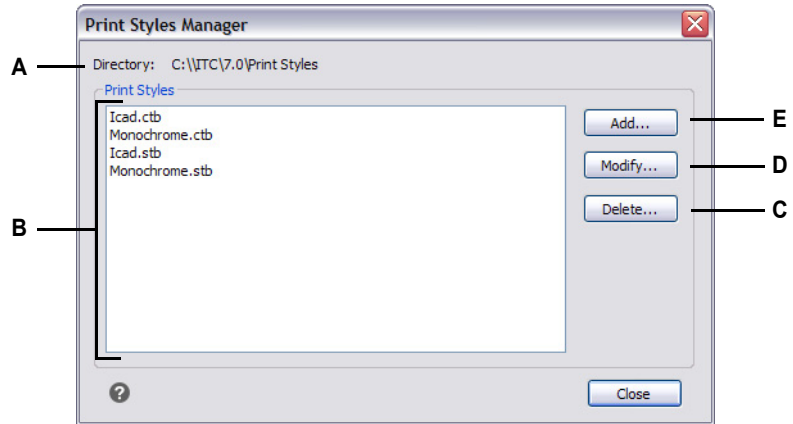 Print Styles Manager
A
Directory: C:\\ITC\7.0\Print Styles
Print Styles
Icad.ctb
Monochrome.ctb
Icad.stb
Monochrome.stb
B
Add...
E
Modify...
D
Delete...
C
?
Close